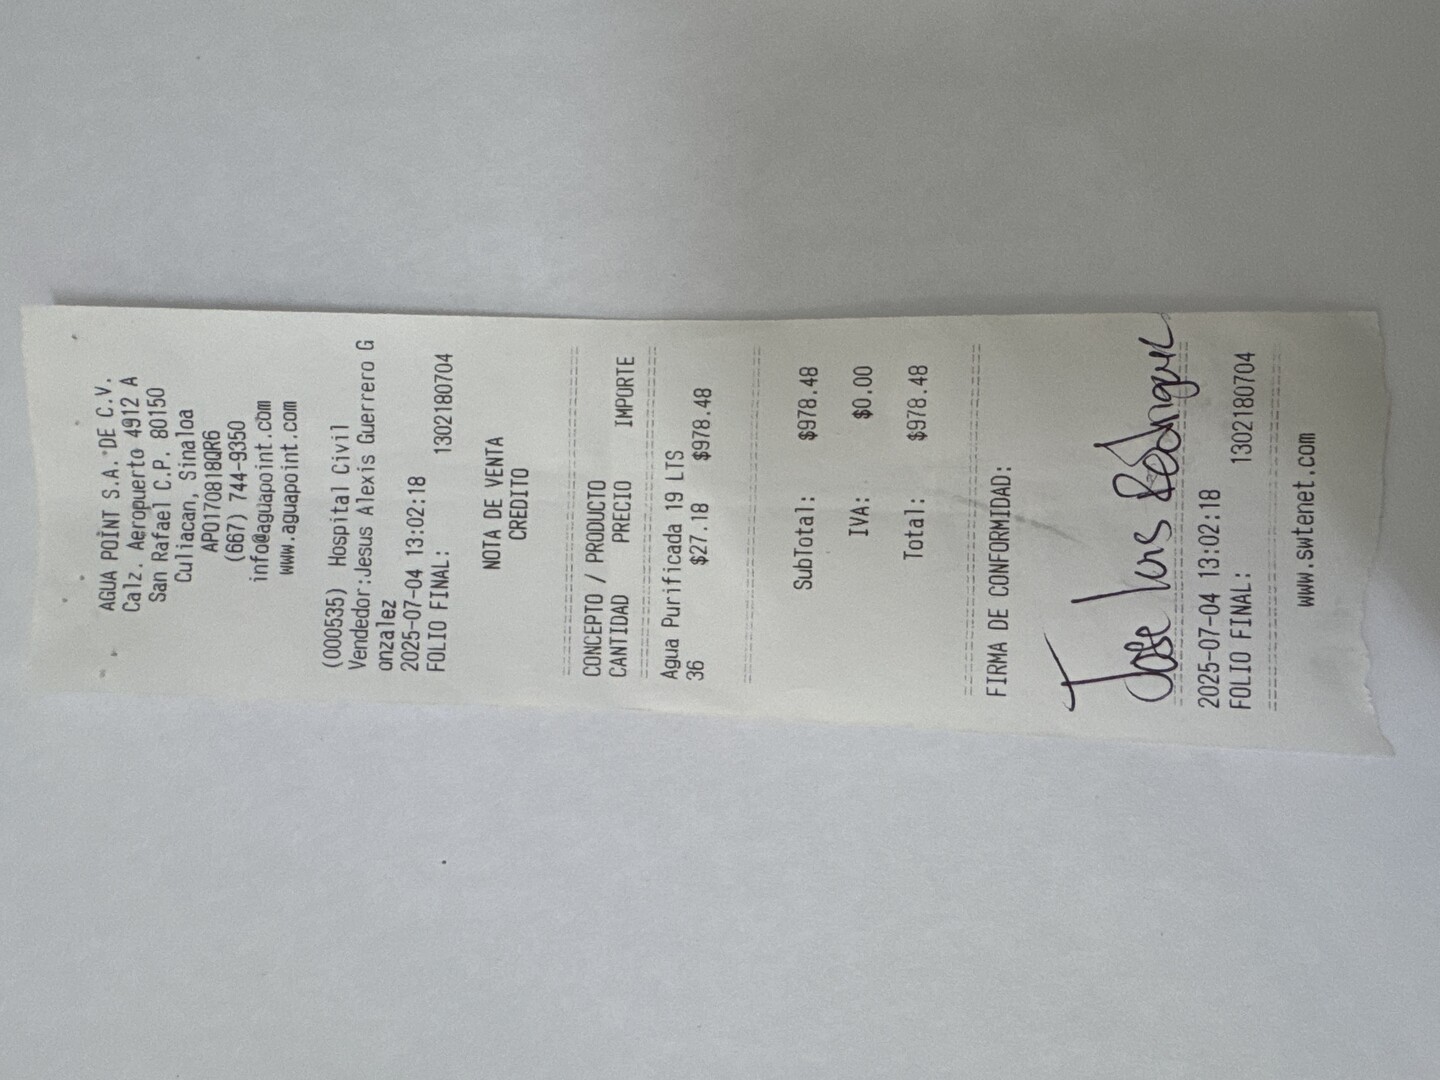 AGUA POINT S.A. DE C.V.
Calz. Aeropuerto 4912 A
San Rafael C.P. 80150
Culiacan, Sinaloa
APO170818QR6
(667) 744-9350
info@aguapoint.com
www.aguapoint.com
(000535) Hospital Civil
Vendedor:Jesus Alexis Guerrero G
onzalez
2025-07-04 13:02:18
FOLIO FINAL: 1302180704
NOTA DE VENTA
CREDITO
==============================
CONCEPTO / PRODUCTO
CANTIDAD PRECIO IMPORTE
==============================
Agua Purificada 19 LTS
36 $27.18 $978.48
==============================
SubTotal: $978.48
IVA: $0.00
Total: $978.48
==============================
FIRMA DE CONFORMIDAD:
Jose Luis Rodriguez
==============================
2025-07-04 13:02:18
FOLIO FINAL: 1302180704
==============================
www.swtenet.com